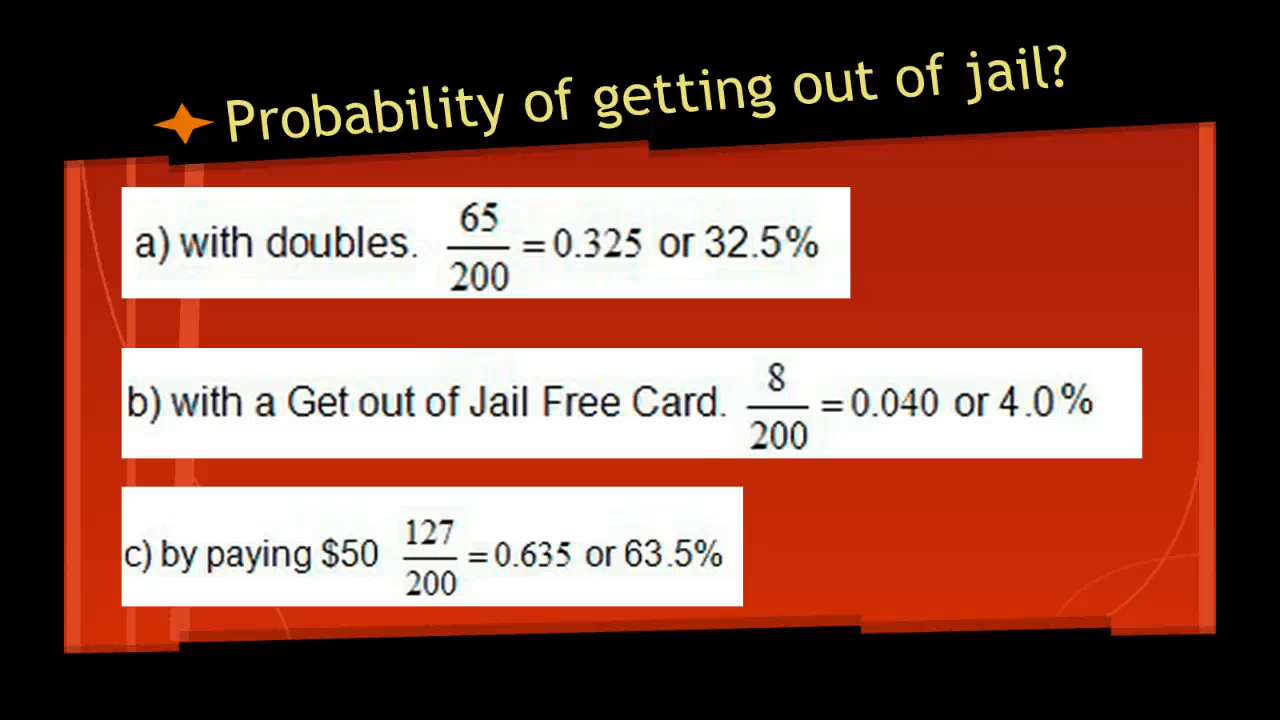 Probability of getting out of jail?
a) with doubles. 65/200 = 0.325 or 32.5%
b) with a Get out of Jail Free Card. 8/200 = 0.040 or 4.0%
c) by paying $50 127/200 = 0.635 or 63.5%